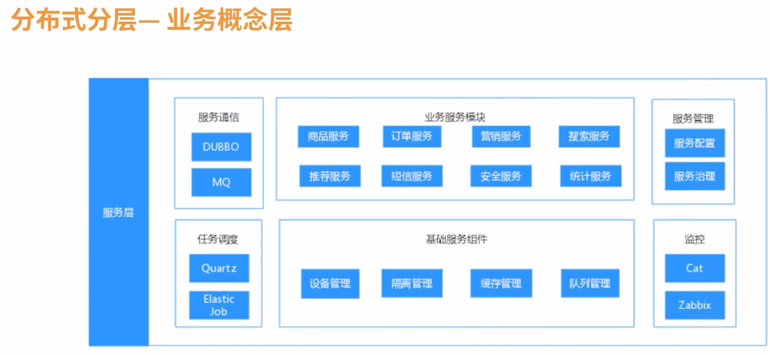 分布式分层— 业务概念层
服务层
服务通信
DUBBO
MQ
业务服务模块
商品服务
订单服务
营销服务
搜索服务
推荐服务
短信服务
安全服务
统计服务
服务管理
服务配置
服务治理
任务调度
Quartz
Elastic
Job
基础服务组件
设备管理
隔离管理
缓存管理
队列管理
监控
Cat
Zabbix